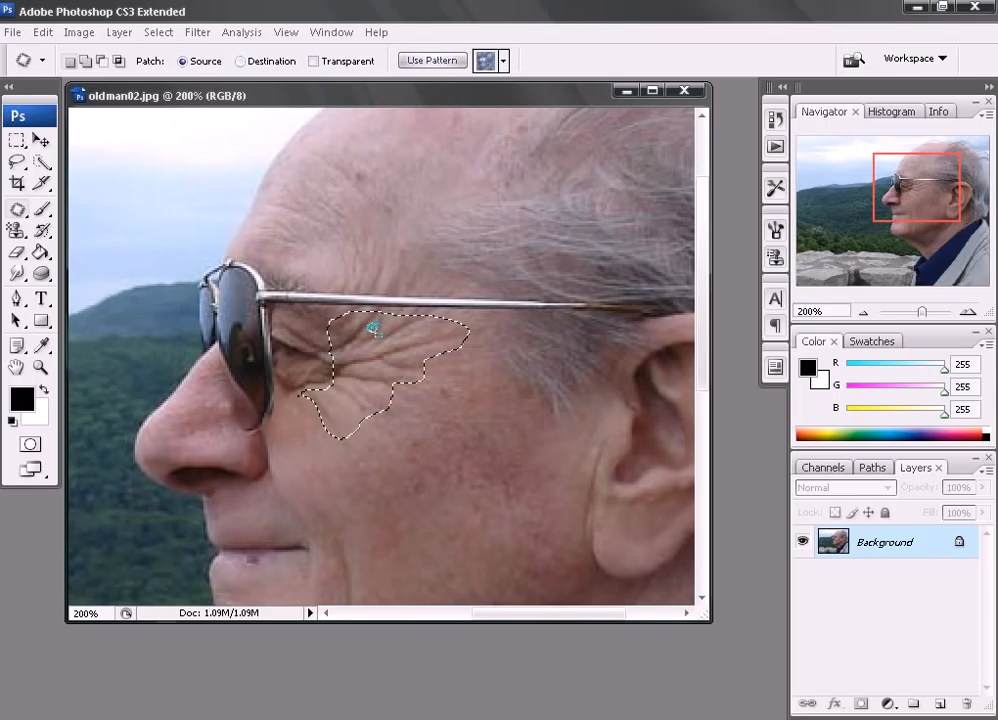 Ps Adobe Photoshop CS3 Extended
File Edit Image Layer Select Filter Analysis View Window Help
Patch: Source Destination Transparent Use Pattern Workspace
oldman02.jpg @ 200% (RGB/8)
Ps
T
200% Doc: 1.09M/1.09M
A
Navigator Histogram Info
200%
Color Swatches
R 255
G 255
B 255
Channels Paths Layers
Normal Opacity: 100%
Lock: Fill: 100%
Background
fx